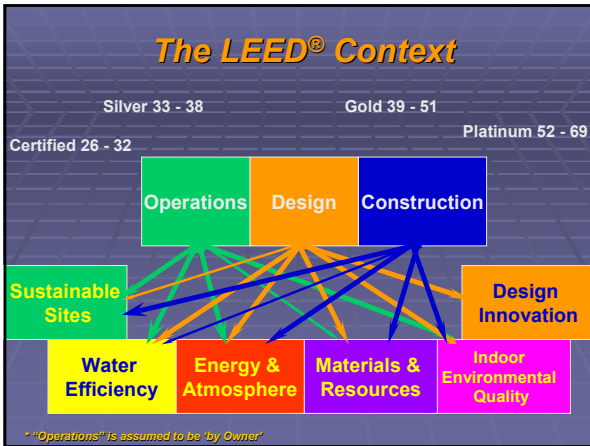 The LEED® Context
Silver 33 - 38
Gold 39 - 51
Platinum 52 - 69
Certified 26 - 32
Operations
Design
Construction
Sustainable
Sites
Design
Innovation
Water
Efficiency
Energy &
Atmosphere
Materials &
Resources
Indoor
Environmental
Quality
* "Operations" is assumed to be 'by Owner'